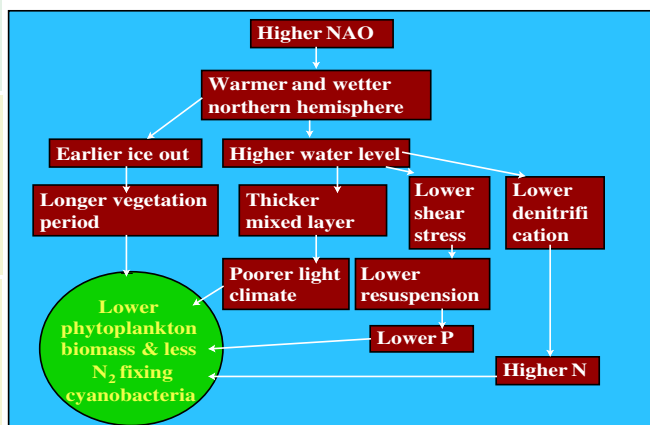 Higher NAO
Warmer and wetter
northern hemisphere
Earlier ice out
Higher water level
Longer vegetation
period
Thicker
mixed layer
Lower
shear
stress
Lower
denitrifi
cation
Poorer light
climate
Lower
resuspension
Lower P
Higher N
Lower
phytoplankton
biomass & less
N₂ fixing
cyanobacteria